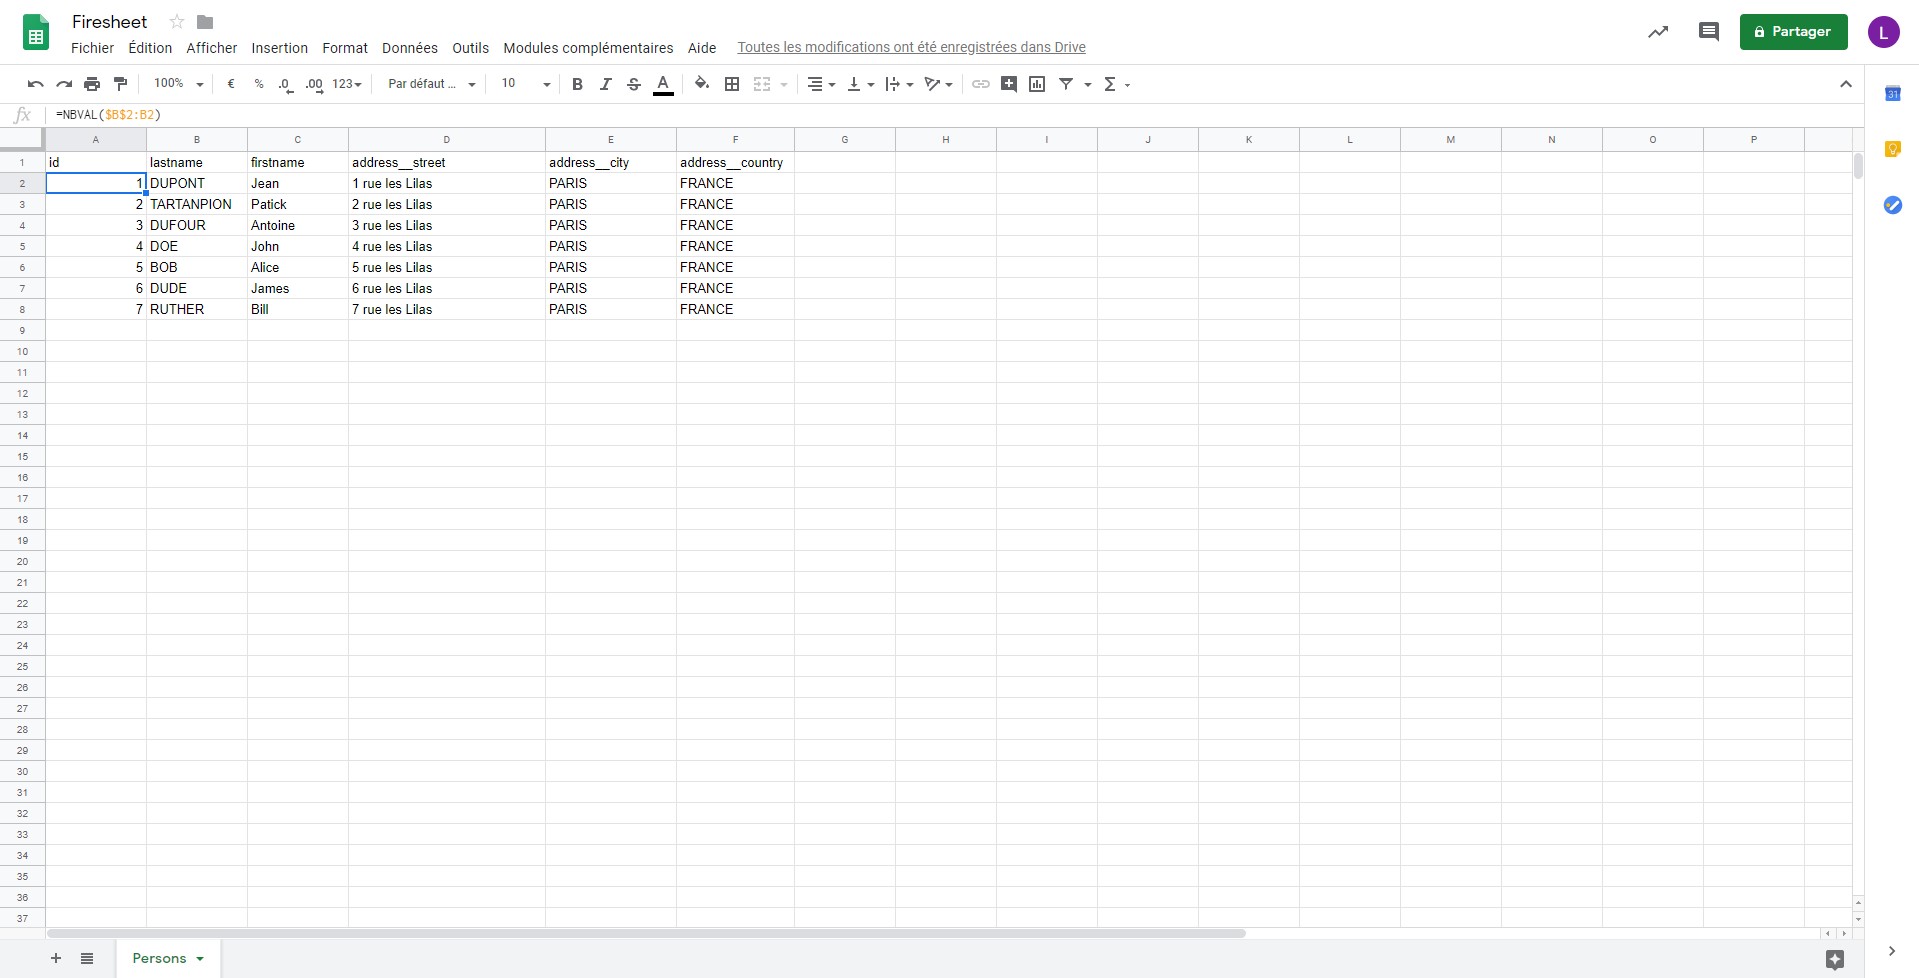 Firesheet
Fichier Édition Afficher Insertion Format Données Outils Modules complémentaires Aide Toutes les modifications ont été enregistrées dans Drive
Partager
L
100% € % .0 .00 123 Par défaut ... 10 B I S A Σ
31
fx =NBVAL($B$2:B2)
A B C D E F G H I J K L M N O P
1 id lastname firstname address__street address__city address__country
2 1 DUPONT Jean 1 rue les Lilas PARIS FRANCE
3 2 TARTANPION Patick 2 rue les Lilas PARIS FRANCE
4 3 DUFOUR Antoine 3 rue les Lilas PARIS FRANCE
5 4 DOE John 4 rue les Lilas PARIS FRANCE
6 5 BOB Alice 5 rue les Lilas PARIS FRANCE
7 6 DUDE James 6 rue les Lilas PARIS FRANCE
8 7 RUTHER Bill 7 rue les Lilas PARIS FRANCE
9
10
11
12
13
14
15
16
17
18
19
20
21
22
23
24
25
26
27
28
29
30
31
32
33
34
35
36
37
Persons